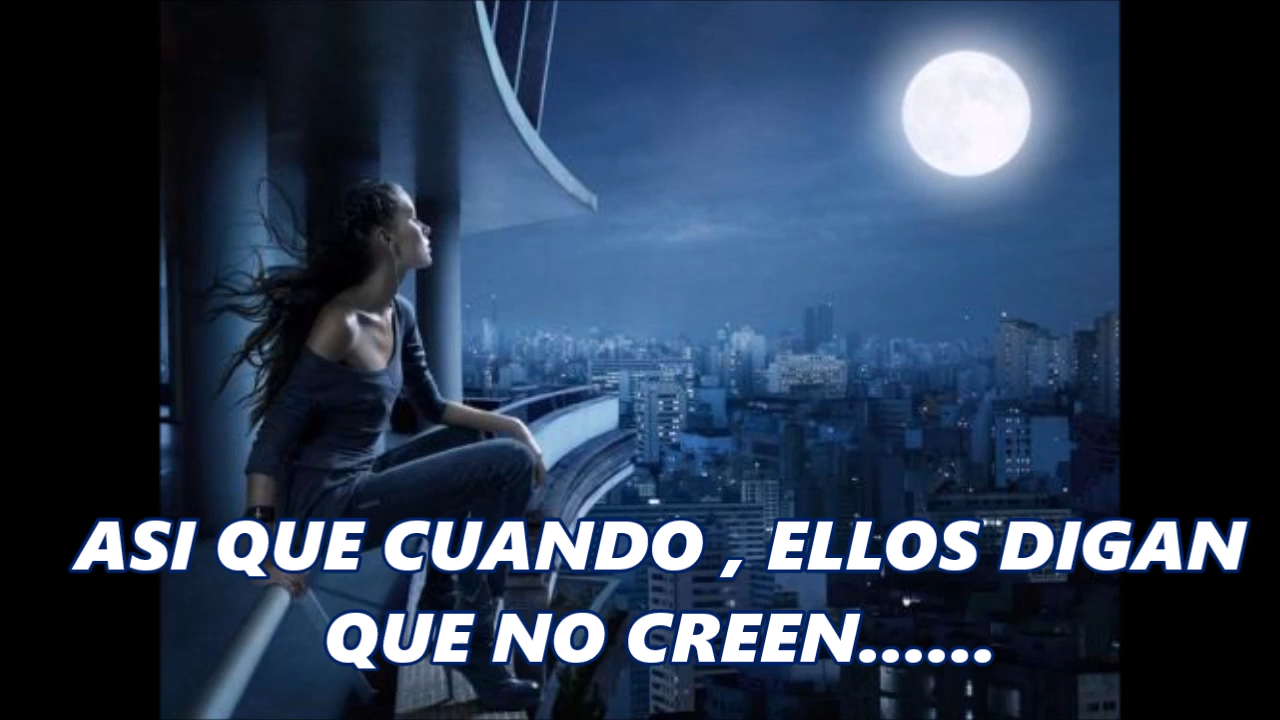 ASI QUE CUANDO , ELLOS DIGAN
QUE NO CREEN......